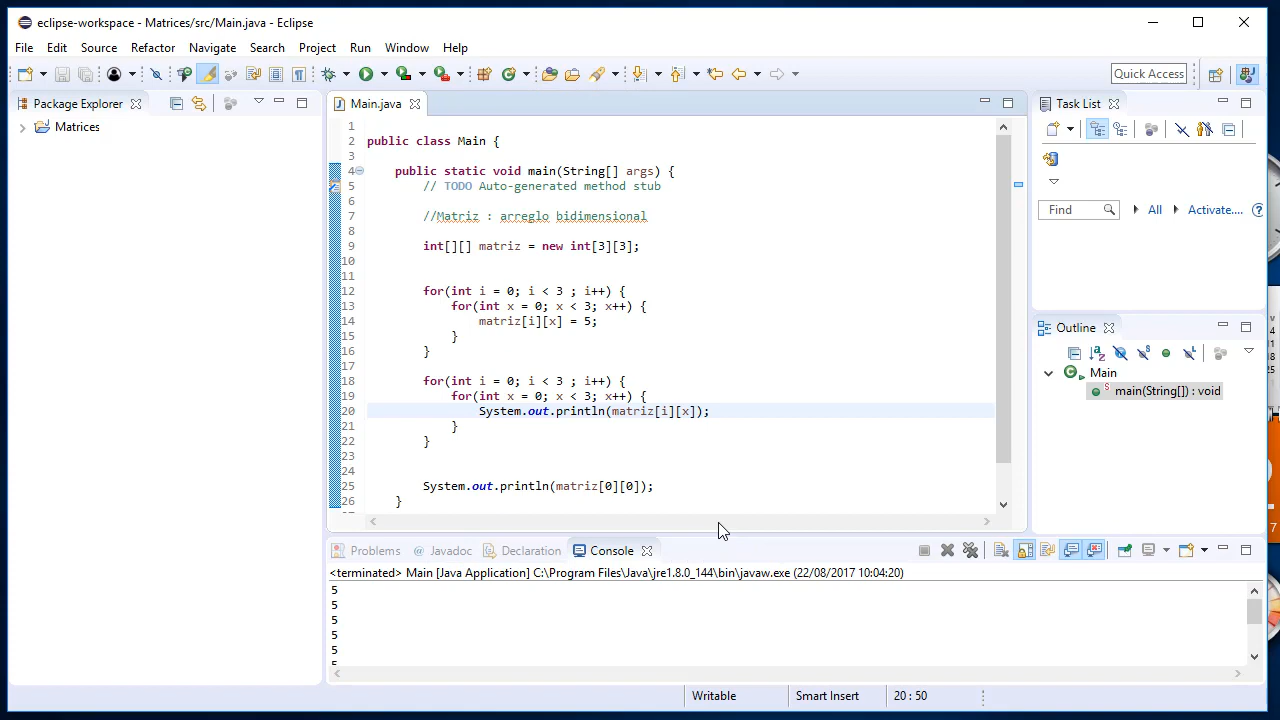 eclipse-workspace - Matrices/src/Main.java - Eclipse
File Edit Source Refactor Navigate Search Project Run Window Help
Quick Access
Package Explorer
Matrices
Main.java
1
2 public class Main {
3
4 public static void main(String[] args) {
5 // TODO Auto-generated method stub
6
7 //Matriz : arreglo bidimensional
8
9 int[][] matriz = new int[3][3];
10
11
12 for(int i = 0; i < 3 ; i++) {
13 for(int x = 0; x < 3; x++) {
14 matriz[i][x] = 5;
15 }
16 }
17
18 for(int i = 0; i < 3 ; i++) {
19 for(int x = 0; x < 3; x++) {
20 System.out.println(matriz[i][x]);
21 }
22 }
23
24
25 System.out.println(matriz[0][0]);
26 }
Task List
Find All Activate....
Outline
Main
main(String[]) : void
Problems @ Javadoc Declaration Console
<terminated> Main [Java Application] C:\Program Files\Java\jre1.8.0_144\bin\javaw.exe (22/08/2017 10:04:20)
5
5
5
5
5
Writable Smart Insert 20 : 50